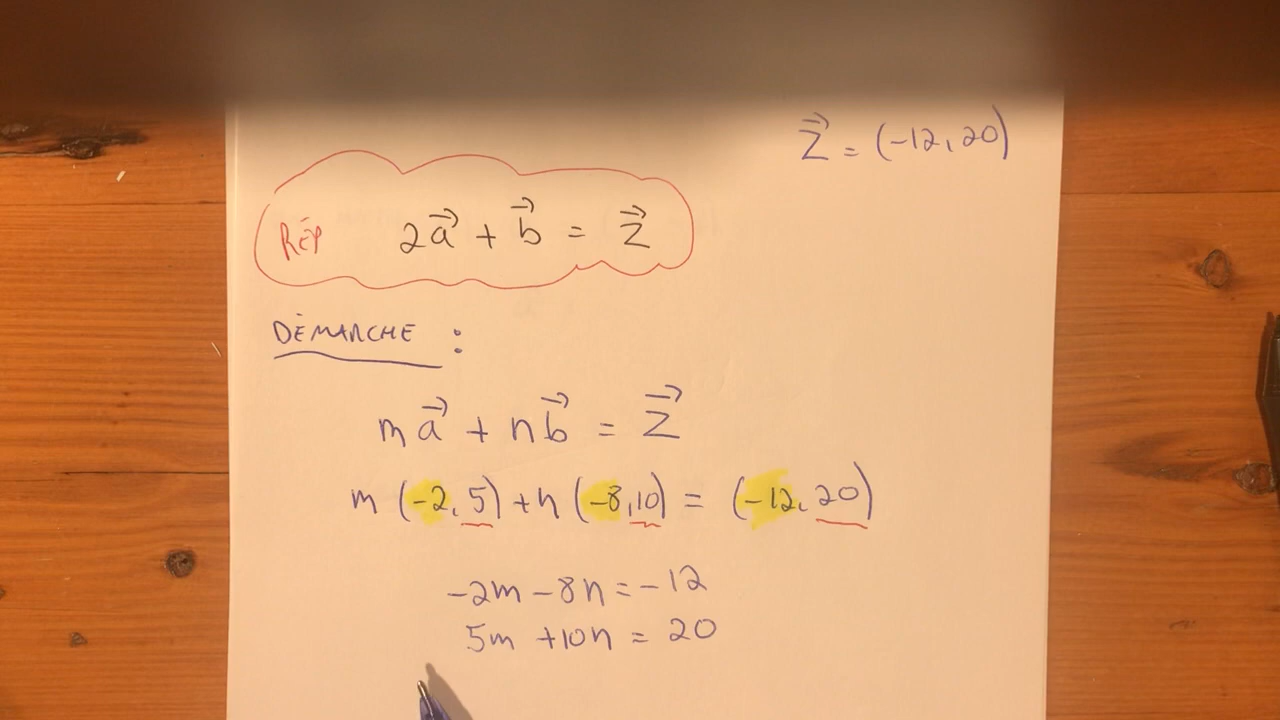 z⃗ = (-12, 20)
RÉP 2a⃗ + b⃗ = z⃗
DÉMARCHE :
ma⃗ + nb⃗ = z⃗
m (-2, 5) + n (-8, 10) = (-12, 20)
-2m - 8n = -12
5m + 10n = 20